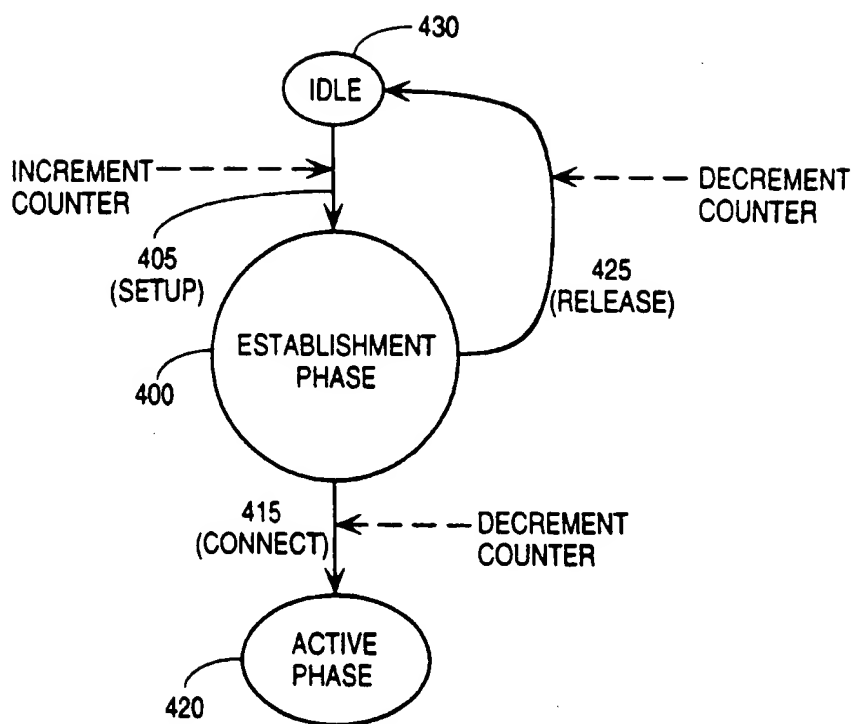 430
IDLE
INCREMENT
COUNTER
DECREMENT
COUNTER
405
(SETUP)
425
(RELEASE)
ESTABLISHMENT
PHASE
400
415
(CONNECT)
DECREMENT
COUNTER
ACTIVE
PHASE
420